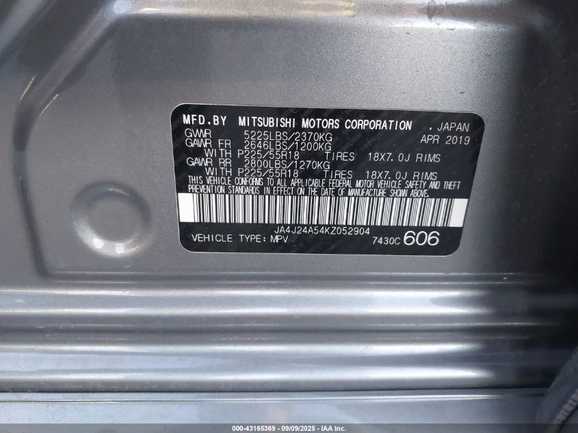 MFD.BY MITSUBISHI MOTORS CORPORATION , JAPAN
GVWR 5225LBS/2370KG APR 2019
GAWR FR 2646LBS/1200KG
WITH P225/55R18 TIRES 18X7.0J RIMS
GAWR RR 2800LBS/1270KG
WITH P225/55R18 TIRES 18X7.0J RIMS
THIS VEHICLE CONFORMS TO ALL APPLICABLE FEDERAL MOTOR VEHICLE SAFETY AND THEFT
PREVENTION STANDARDS IN EFFECT ON THE DATE OF MANUFACTURE SHOWN ABOVE.
JA4J24A54KZ052904
VEHICLE TYPE: MPV 7430C 606
000-43165369 - 09/09/2025 - IAA Inc.